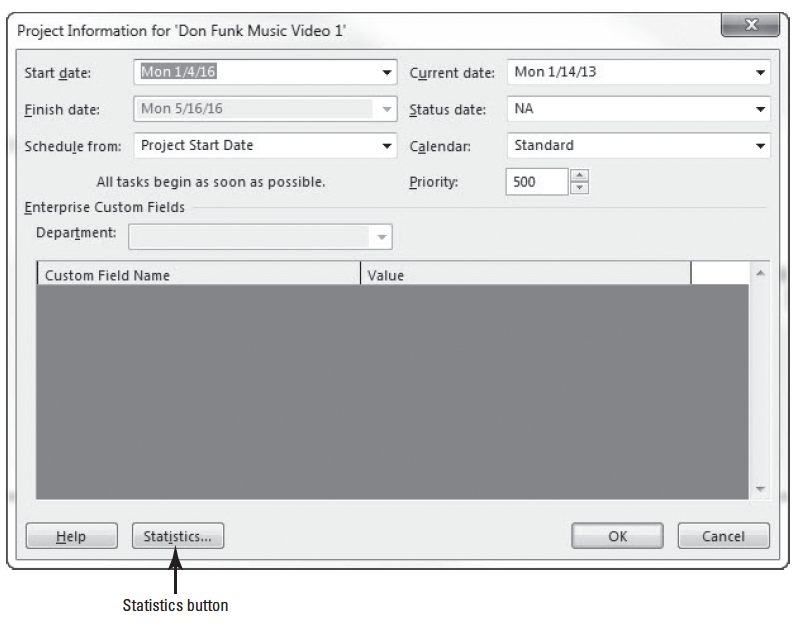 Project Information for 'Don Funk Music Video 1'
Start date: Mon 1/4/16 Current date: Mon 1/14/13
Finish date: Mon 5/16/16 Status date: NA
Schedule from: Project Start Date Calendar: Standard
All tasks begin as soon as possible. Priority: 500
Enterprise Custom Fields
Department:
Custom Field Name Value
Help Statistics... OK Cancel
Statistics button